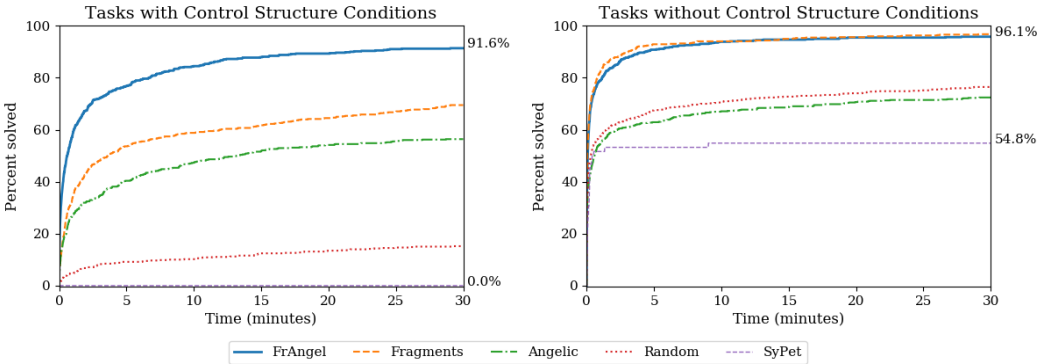 Tasks with Control Structure Conditions
Percent solved
100
80
60
40
20
0
0
5
10
15
20
25
30
Time (minutes)
91.6%
0.0%
Tasks without Control Structure Conditions
Percent solved
100
80
60
40
20
0
0
5
10
15
20
25
30
Time (minutes)
96.1%
54.8%
FrAngel
Fragments
Angelic
Random
SyPet